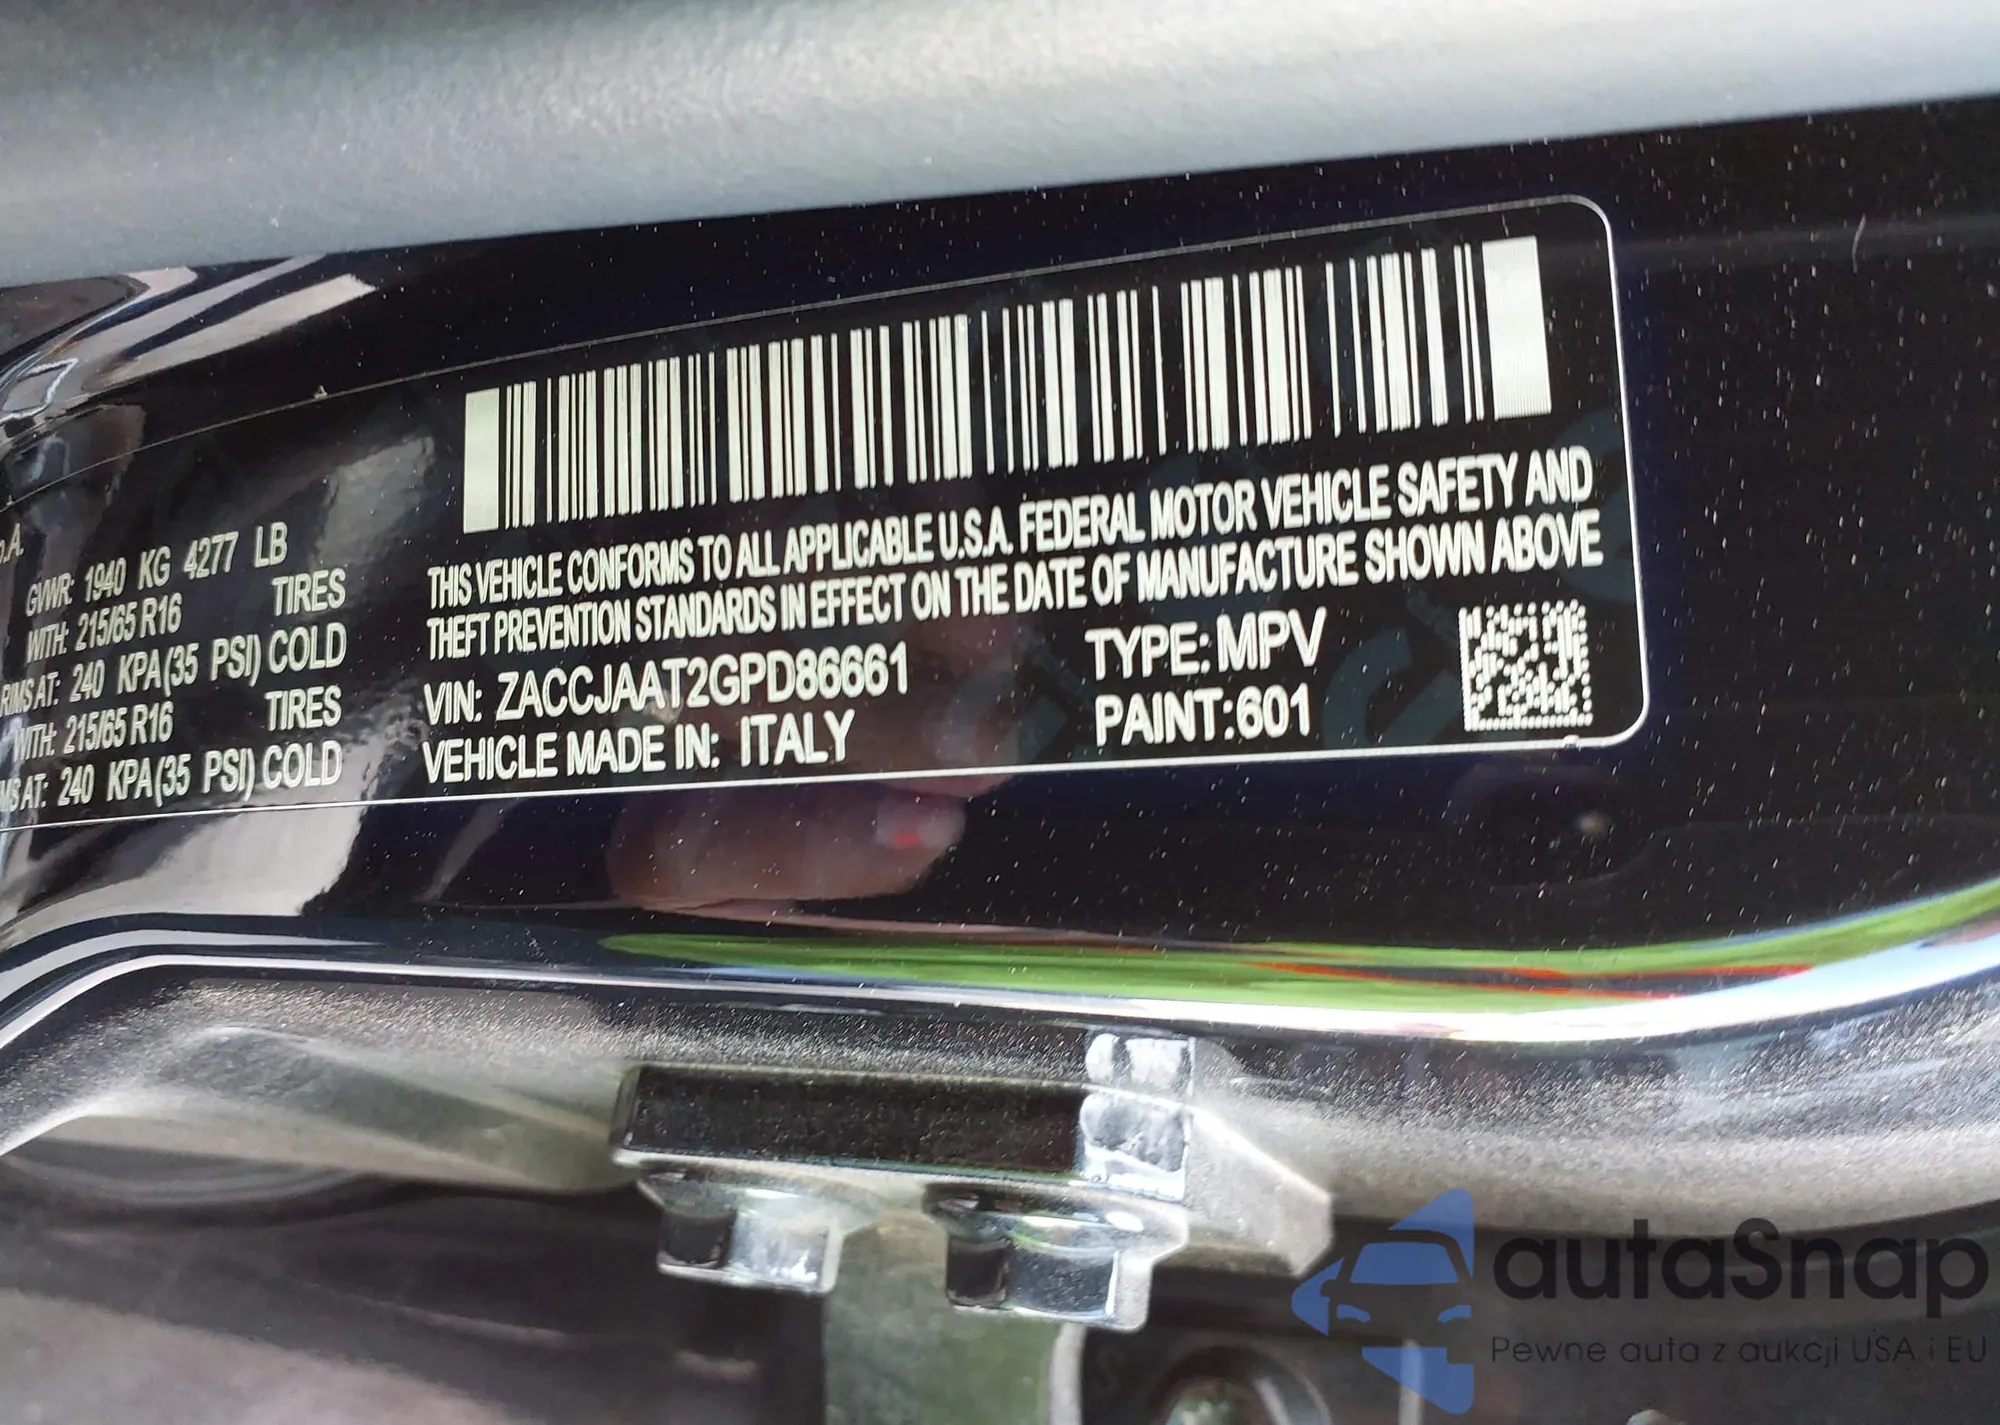 p.A.
GVWR: 1940 KG 4277 LB
WITH: 215/65 R16 TIRES
RIMS AT: 240 KPA(35 PSI) COLD
WITH: 215/65 R16 TIRES
MS AT: 240 KPA(35 PSI) COLD
THIS VEHICLE CONFORMS TO ALL APPLICABLE U.S.A. FEDERAL MOTOR VEHICLE SAFETY AND
THEFT PREVENTION STANDARDS IN EFFECT ON THE DATE OF MANUFACTURE SHOWN ABOVE
VIN: ZACCJAAT2GPD86661
TYPE: MPV
VEHICLE MADE IN: ITALY
PAINT:601
autaSnap
Pewne auta z aukcji USA i EU